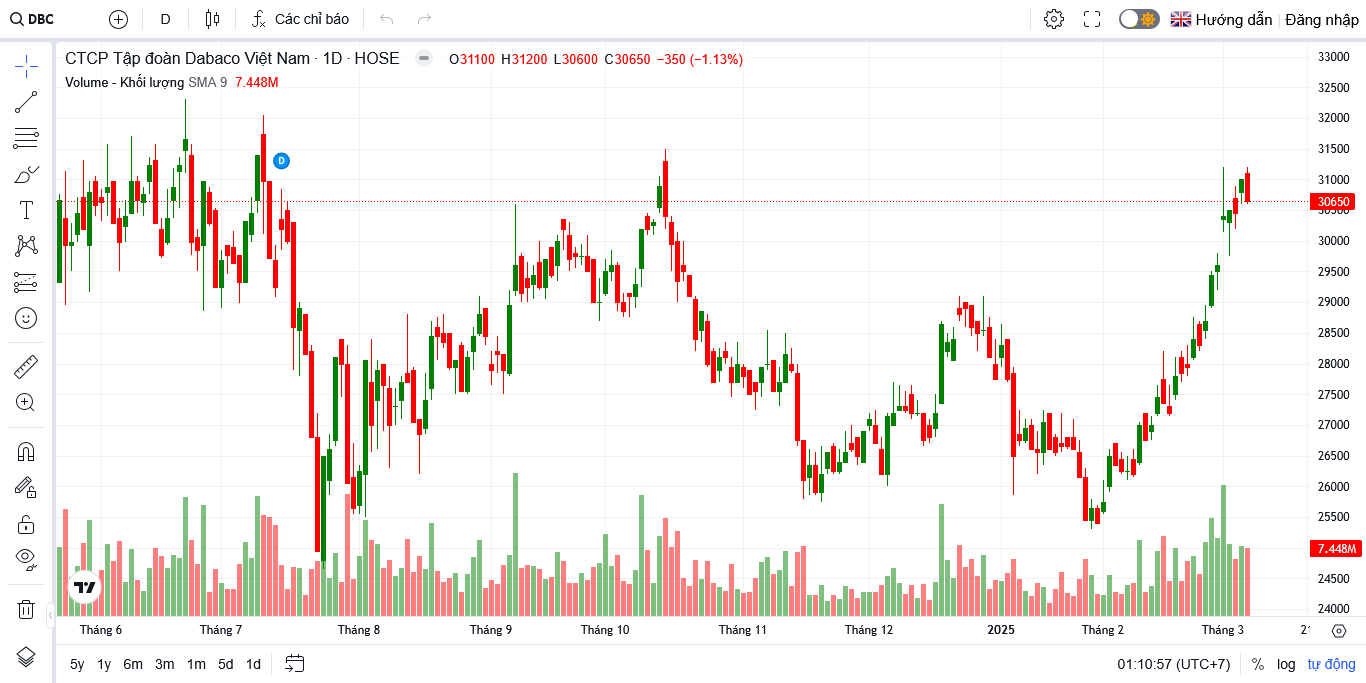 DBC D Các chỉ báo Hướng dẫn Đăng nhập
CTCP Tập đoàn Dabaco Việt Nam · 1D · HOSE O31100 H31200 L30600 C30650 −350 (−1.13%)
Volume - Khối lượng SMA 9 7.448M
D
33000
32500
32000
31500
31000
30650
30500
30000
29500
29000
28500
28000
27500
27000
26500
26000
25500
7.448M
24500
24000
Tháng 6 Tháng 7 Tháng 8 Tháng 9 Tháng 10 Tháng 11 Tháng 12 2025 Tháng 2 Tháng 3 21
5y 1y 6m 3m 1m 5d 1d 01:10:57 (UTC+7) % log tự động